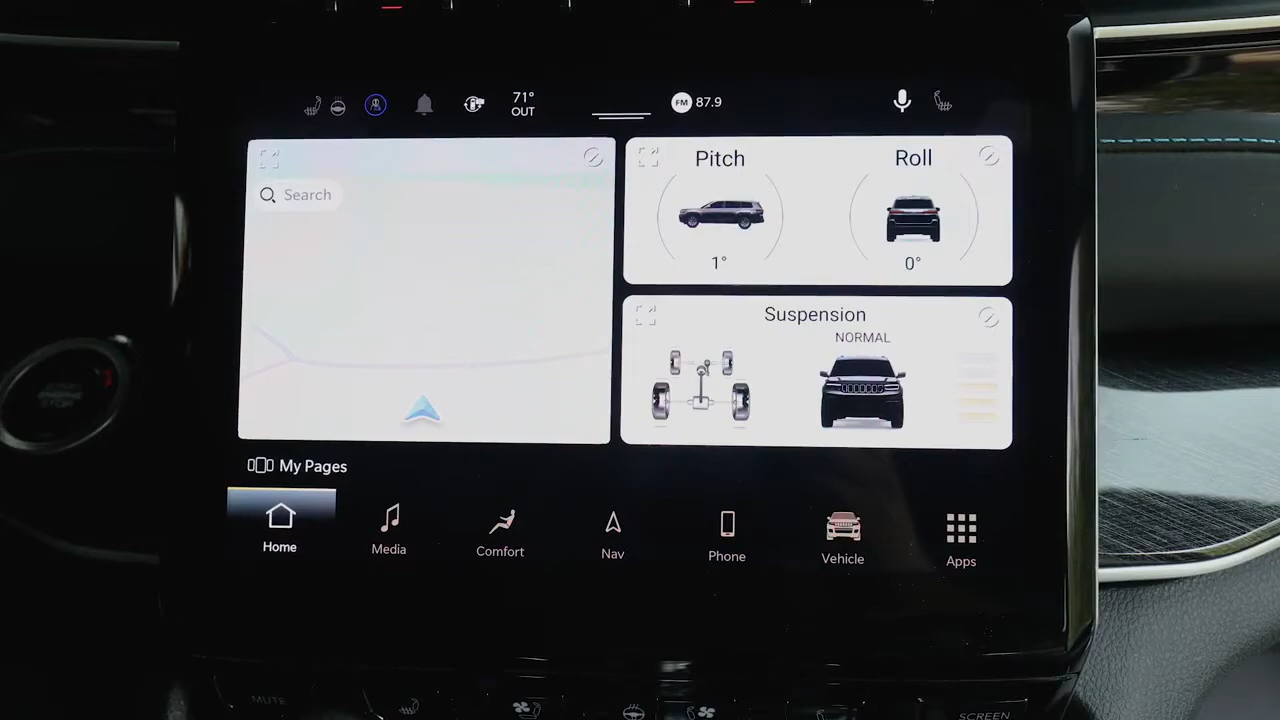 71°
OUT
FM 87.9
Search
Pitch
Roll
1°
0°
Suspension
NORMAL
My Pages
Home
Media
Comfort
Nav
Phone
Vehicle
Apps
STOP
MUTE
SCREEN